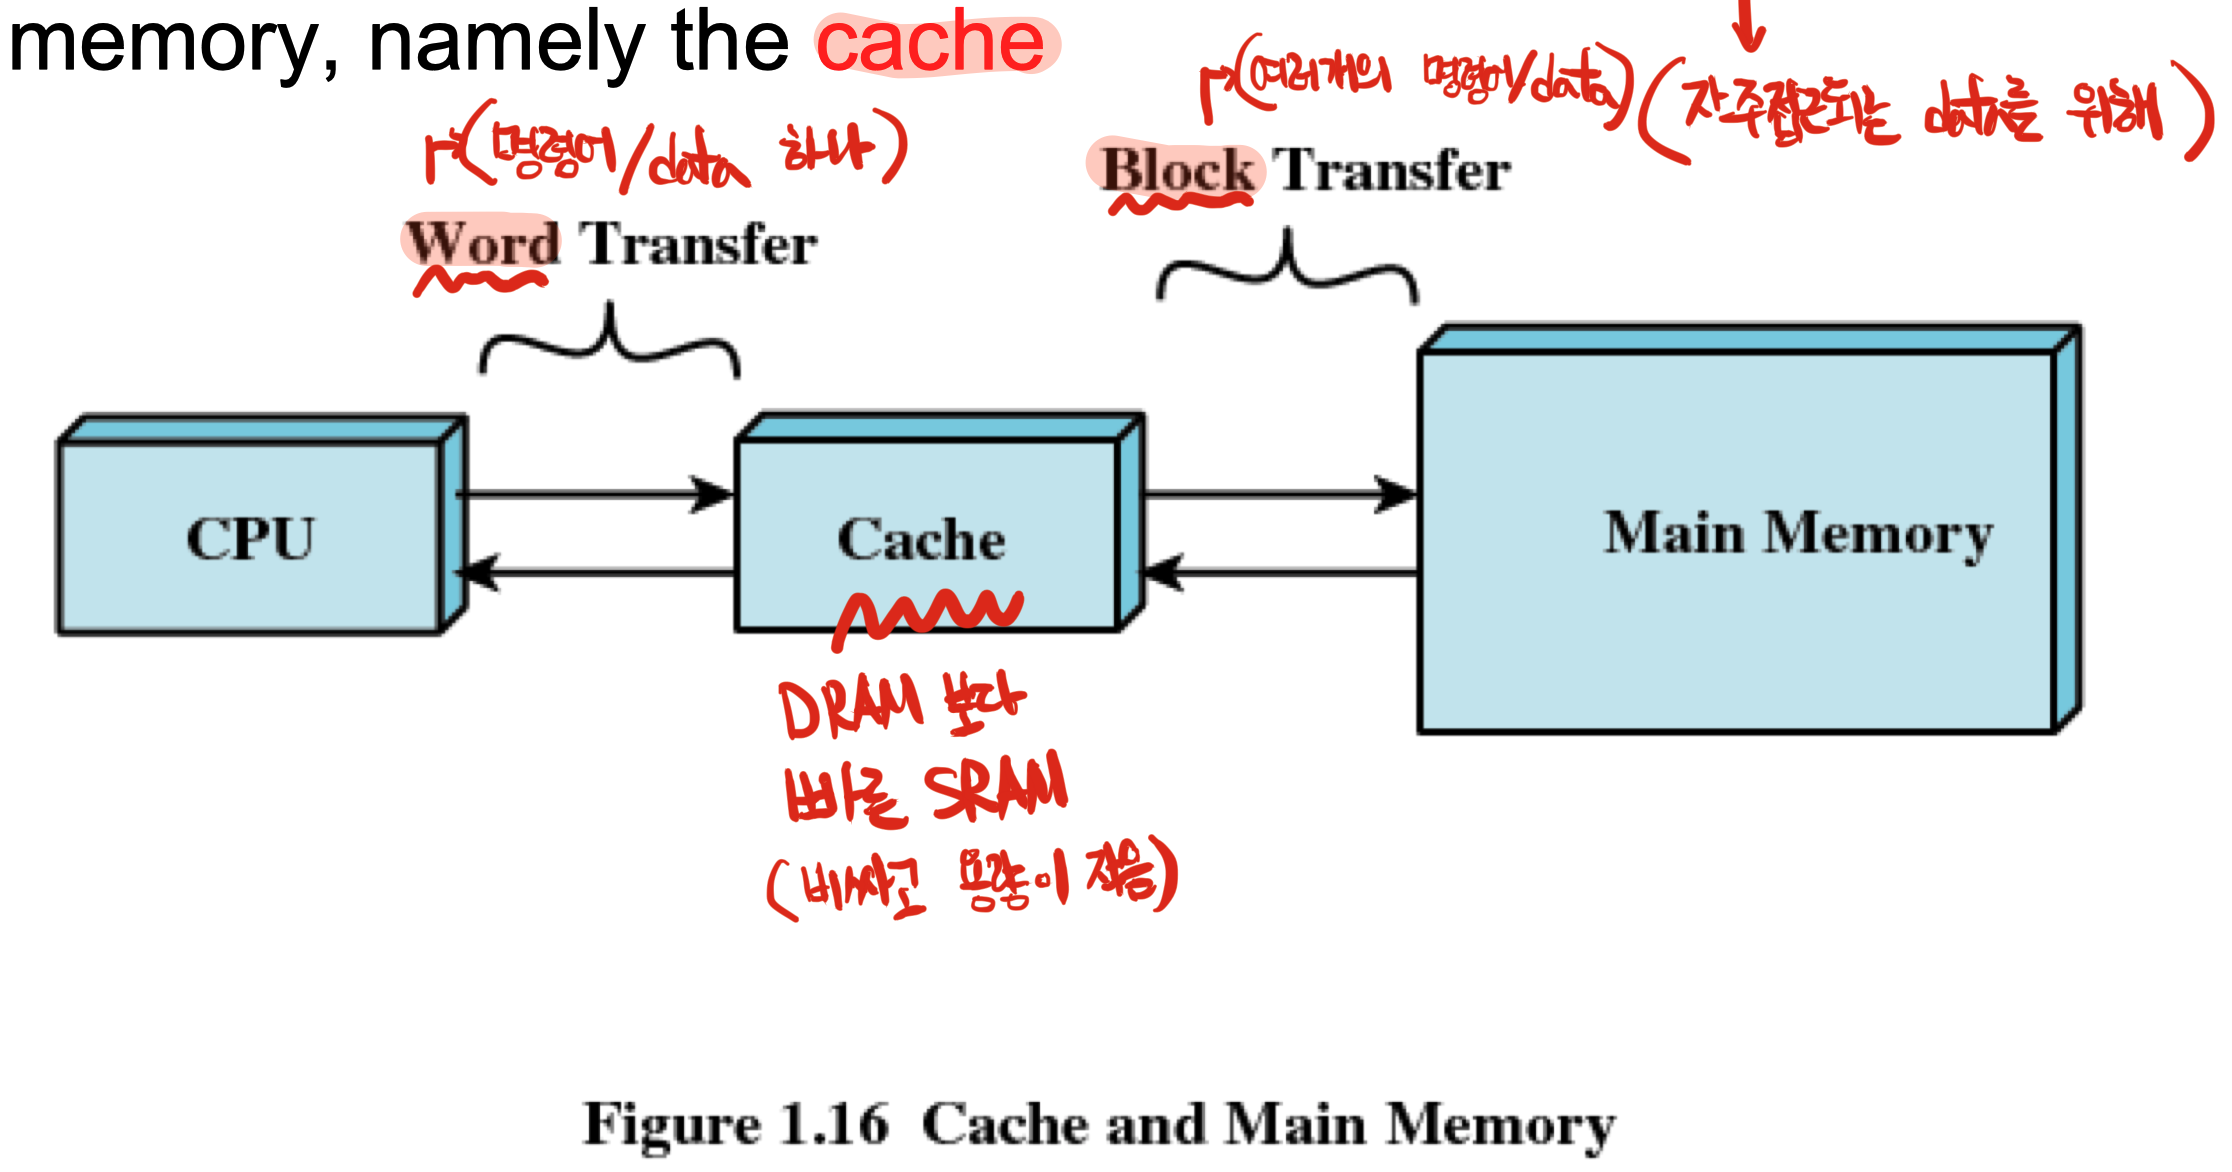 memory, namely the cache
(여러개의 명령어/data) (자주접근되는 data를 위해)
(명령어/data 하나)
Block Transfer
Word Transfer
CPU
Cache
Main Memory
DRAM 보다
빠른 SRAM
(비싸고 용량이 적음)
Figure 1.16 Cache and Main Memory